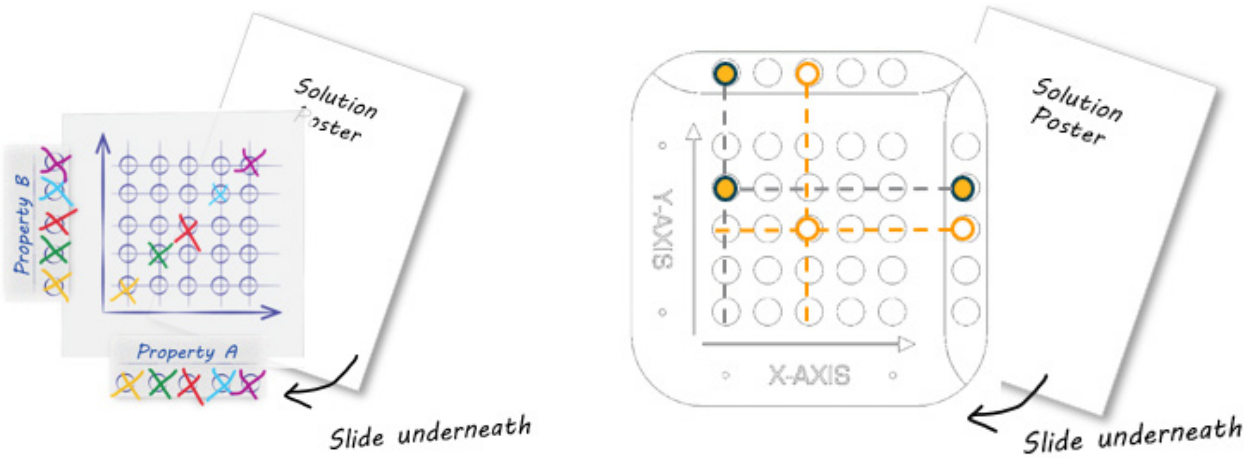 Solution
Poster
Property B
Property A
Slide underneath
Solution
Poster
Y-AXIS
X-AXIS
Slide underneath